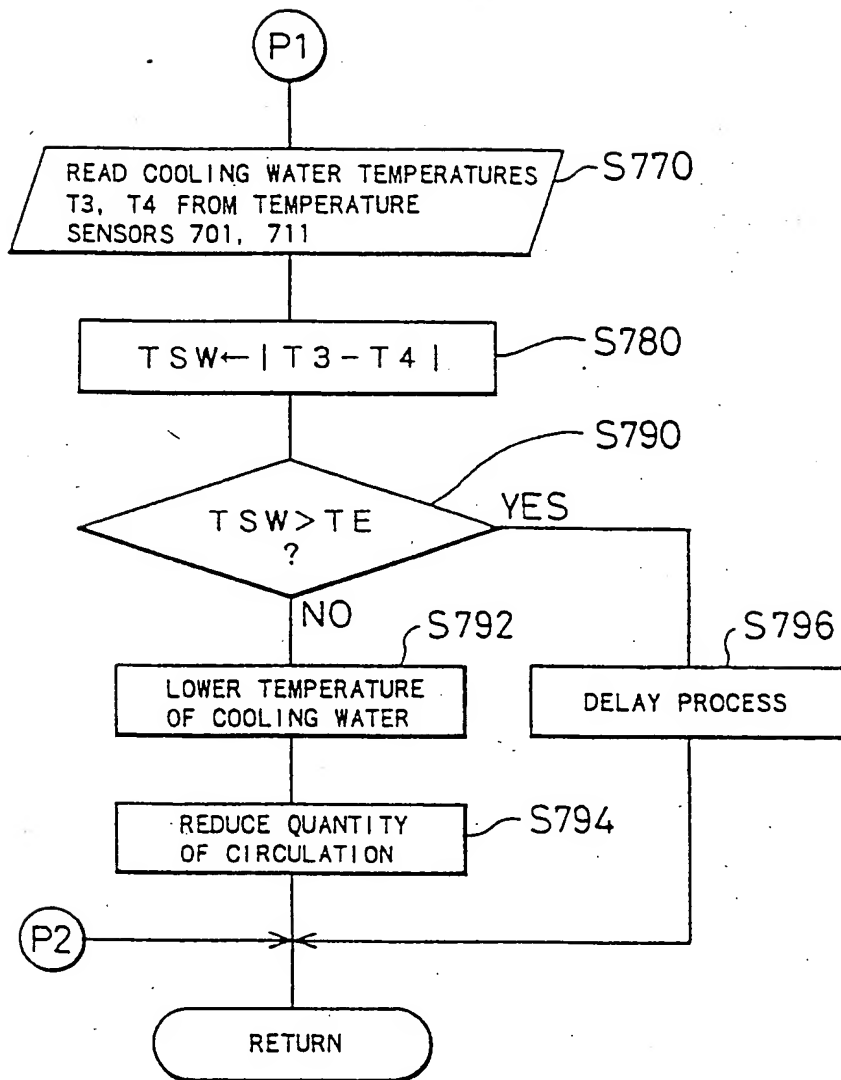 P1
READ COOLING WATER TEMPERATURES
T3, T4 FROM TEMPERATURE
SENSORS 701, 711
S770
TSW←|T3-T4|
S780
S790
TSW>TE
?
YES
NO
S792
LOWER TEMPERATURE
OF COOLING WATER
S796
DELAY PROCESS
REDUCE QUANTITY
OF CIRCULATION
S794
P2
RETURN